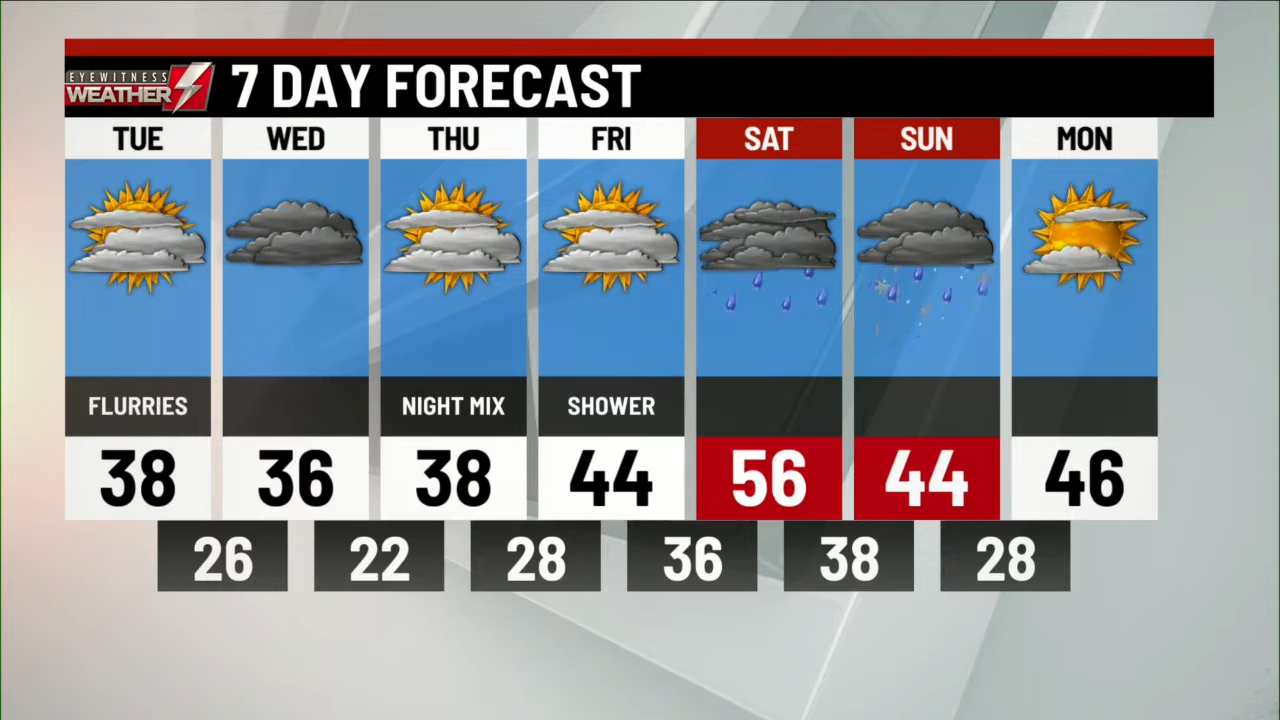 EYEWITNESS
WEATHER
7 DAY FORECAST
TUE WED THU FRI SAT SUN MON
FLURRIES NIGHT MIX SHOWER
38 36 38 44 56 44 46
26 22 28 36 38 28